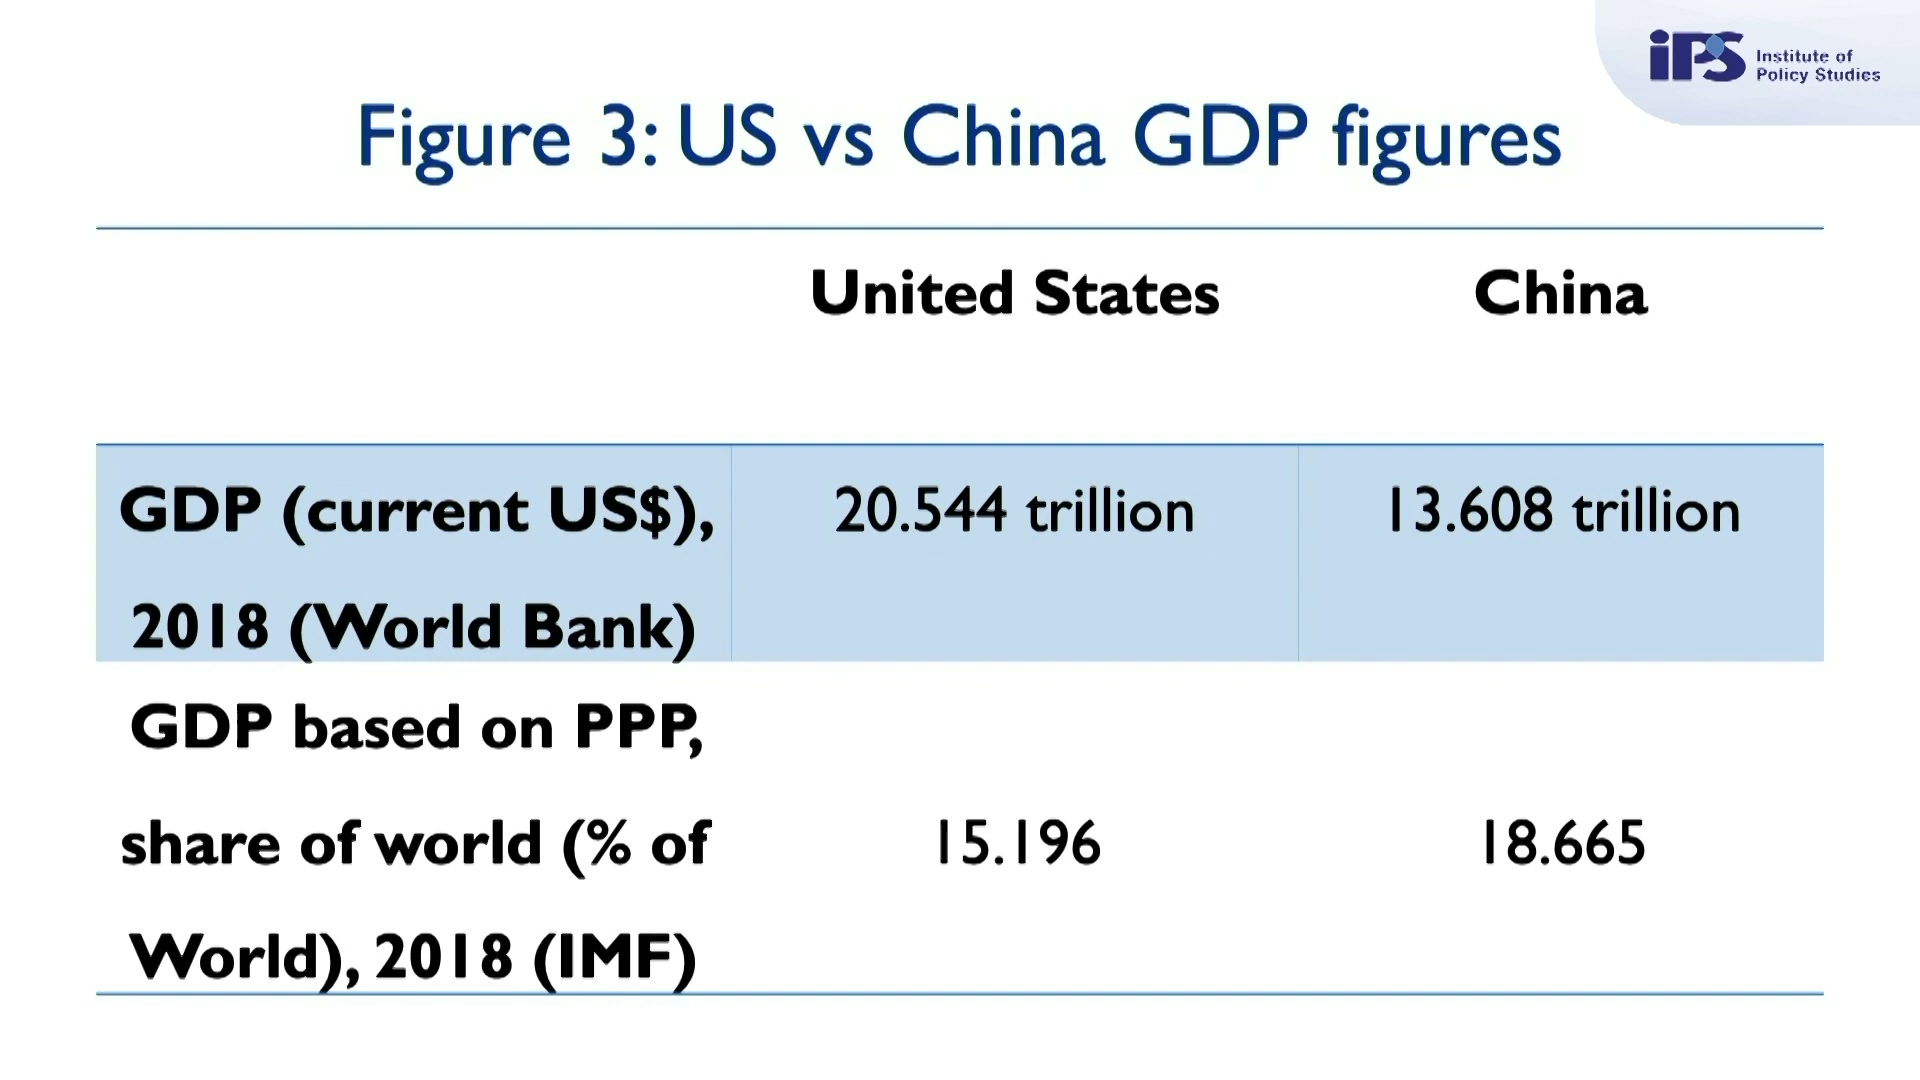 iPS Institute of
Policy Studies
Figure 3: US vs China GDP figures
United States China
GDP (current US$), 20.544 trillion 13.608 trillion
2018 (World Bank)
GDP based on PPP,
share of world (% of 15.196 18.665
World), 2018 (IMF)